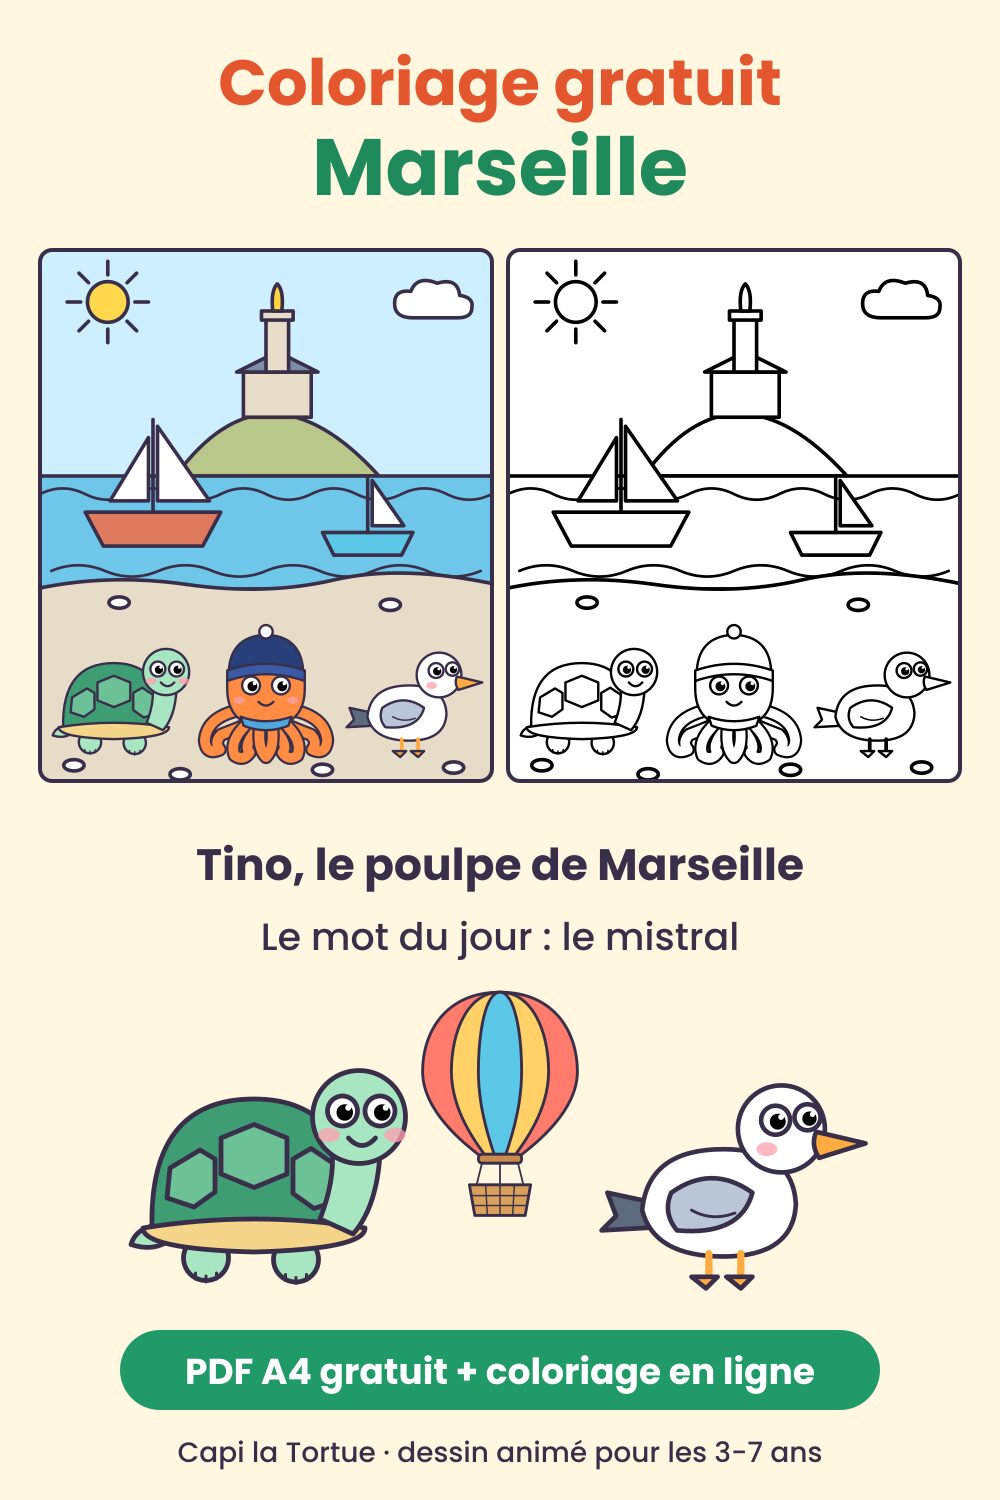 Coloriage gratuit
Marseille
Tino, le poulpe de Marseille
Le mot du jour : le mistral
PDF A4 gratuit + coloriage en ligne
Capi la Tortue · dessin animé pour les 3-7 ans